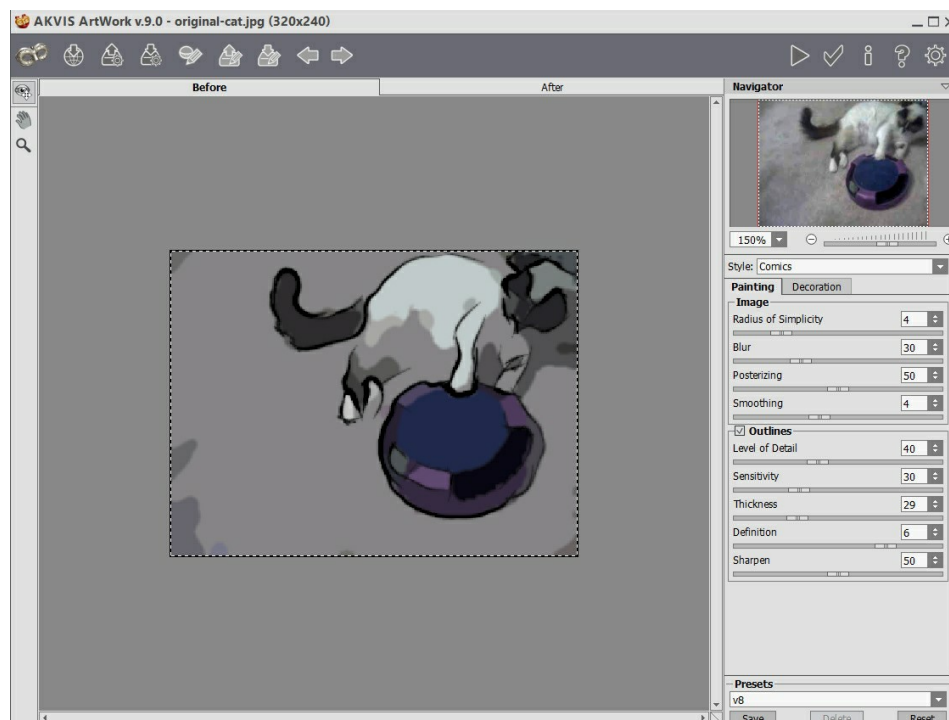 AKVIS ArtWork v.9.0 - original-cat.jpg (320x240)
Before
After
Navigator
150%
Style: Comics
Painting Decoration
Image
Radius of Simplicity 4
Blur 30
Posterizing 50
Smoothing 4
Outlines
Level of Detail 40
Sensitivity 30
Thickness 29
Definition 6
Sharpen 50
Presets
v8
Save Delete Reset